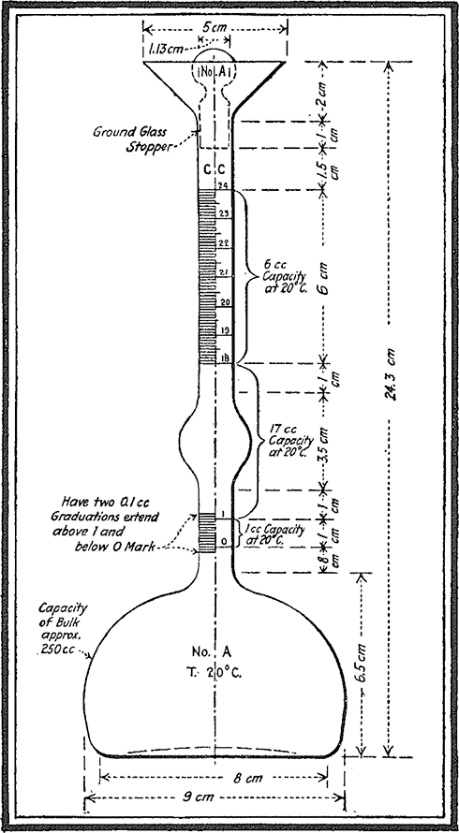 5 cm
1.13 cm
No. A
Ground Glass
Stopper
C C
24
23
22
21
20
19
18
6 cc
Capacity
at 20°C.
17 cc
Capacity
at 20°C.
Have two 0.1 cc
Graduations extend
above 1 and
below 0 Mark
1
0
1 cc Capacity
at 20°C.
Capacity
of Bulk
approx.
250 cc
No. A
T. 20°C.
2 cm
1 cm
1.5 cm
6 cm
1 cm
3.5 cm
1 cm
1 cm
.8 cm
6.5 cm
24.3 cm
8 cm
9 cm